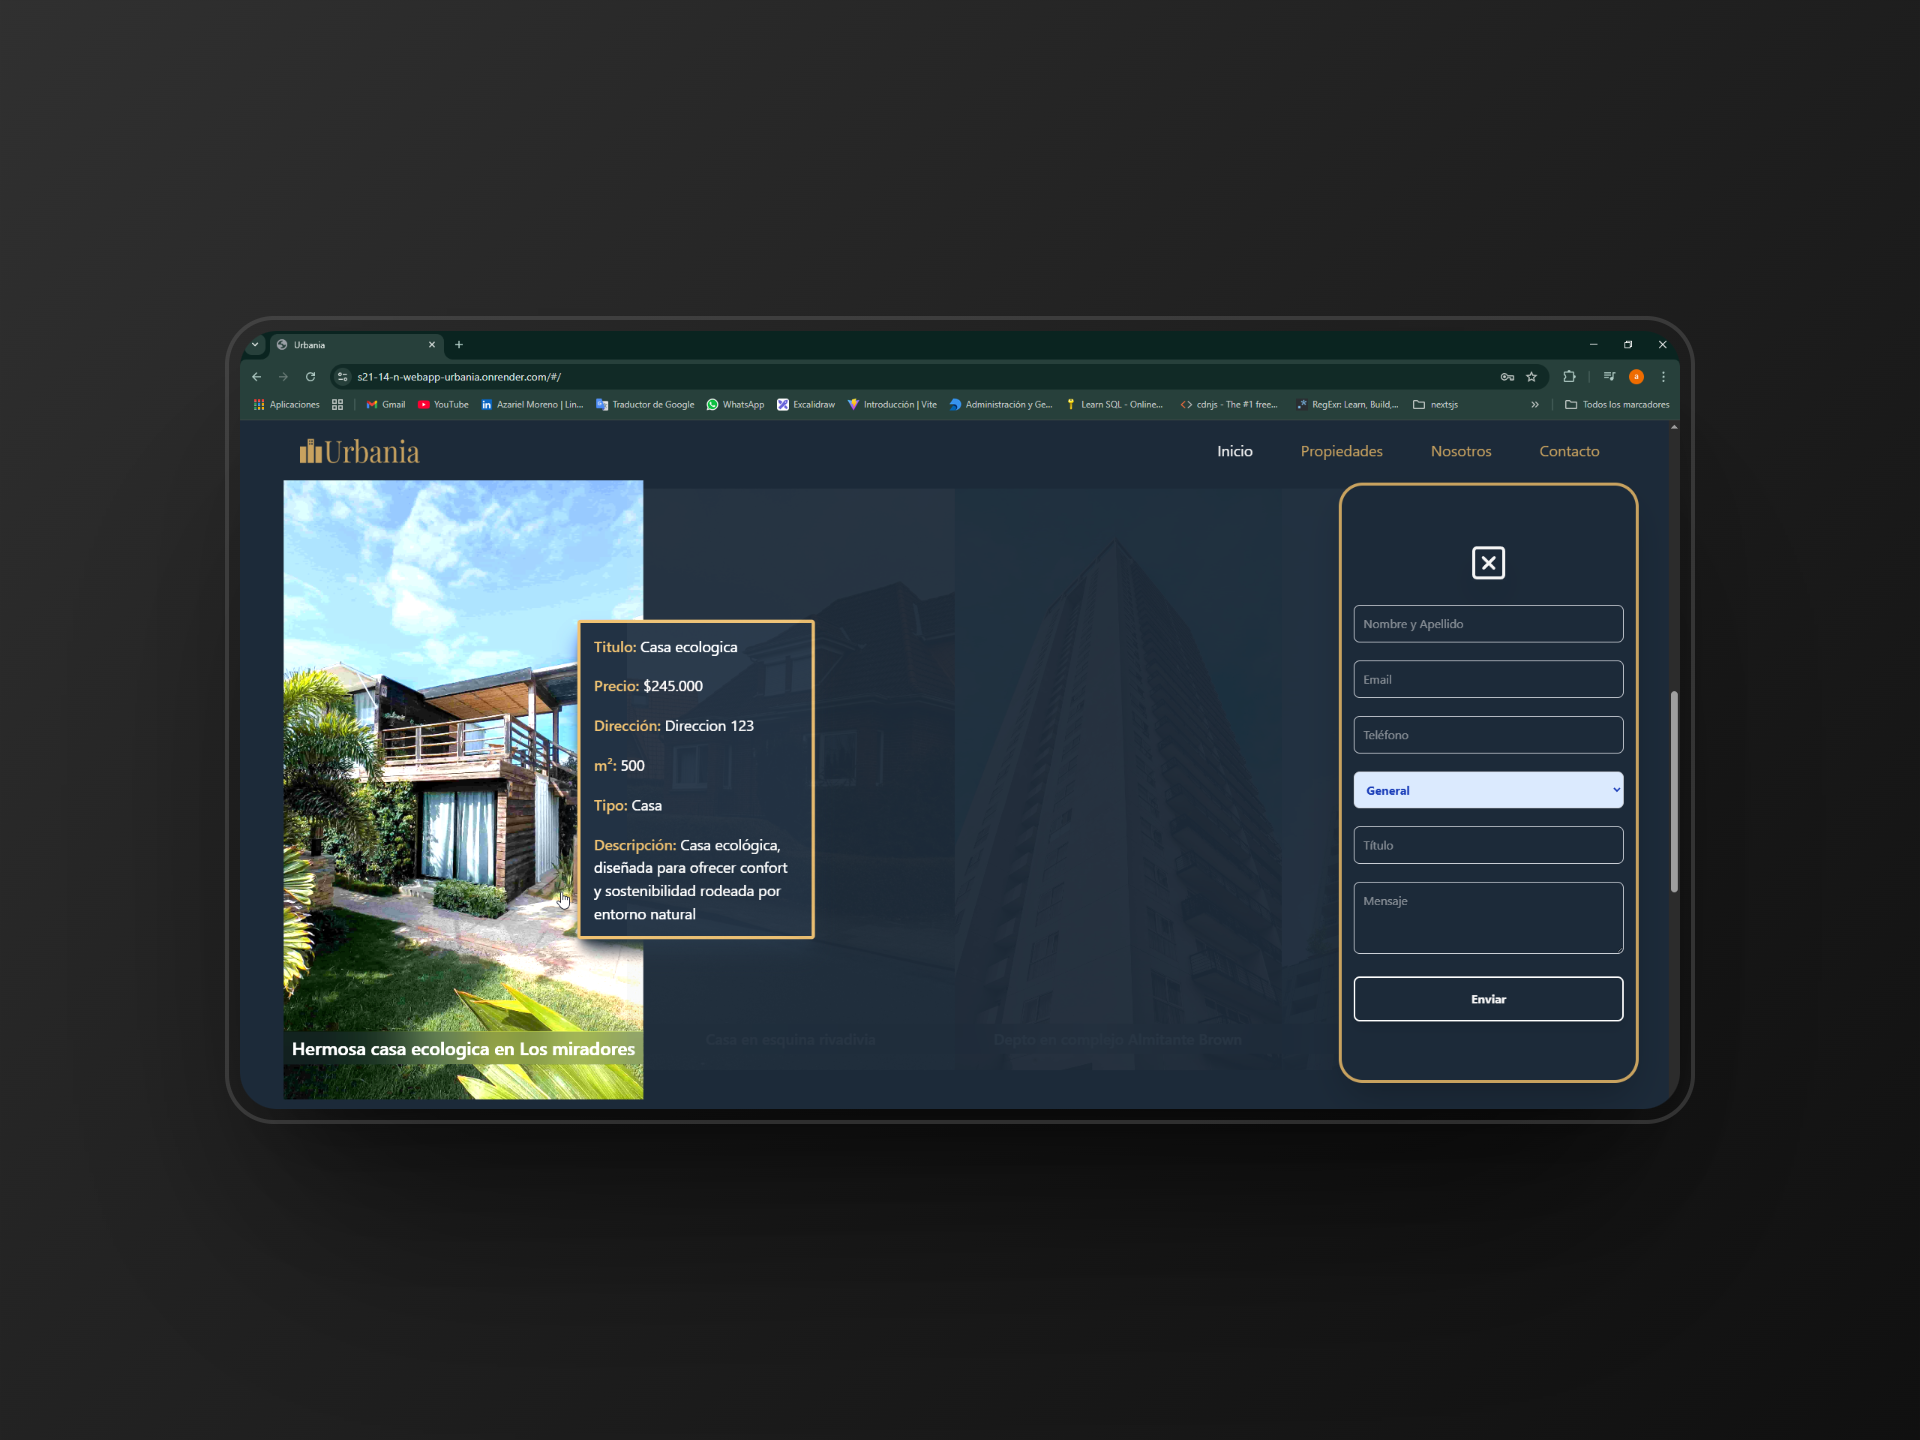 Urbania
s21-14-n-webapp-urbania.onrender.com/#/
Aplicaciones
Gmail
YouTube
Azariel Moreno | Lin...
Traductor de Google
WhatsApp
Excalidraw
Introducción | Vite
Administración y Ge...
Learn SQL - Online...
cdnjs - The #1 free...
RegExr: Learn, Build,...
nextsjs
Todos los marcadores
a
Urbania
Inicio
Propiedades
Nosotros
Contacto
Titulo: Casa ecologica
Precio: $245.000
Dirección: Direccion 123
m²: 500
Tipo: Casa
Descripción: Casa ecológica,
diseñada para ofrecer confort
y sostenibilidad rodeada por
entorno natural
Hermosa casa ecologica en Los miradores
Casa en esquina rivadivia
Depto en complejo Almitante Brown
Nombre y Apellido
Email
Teléfono
General
Título
Mensaje
Enviar